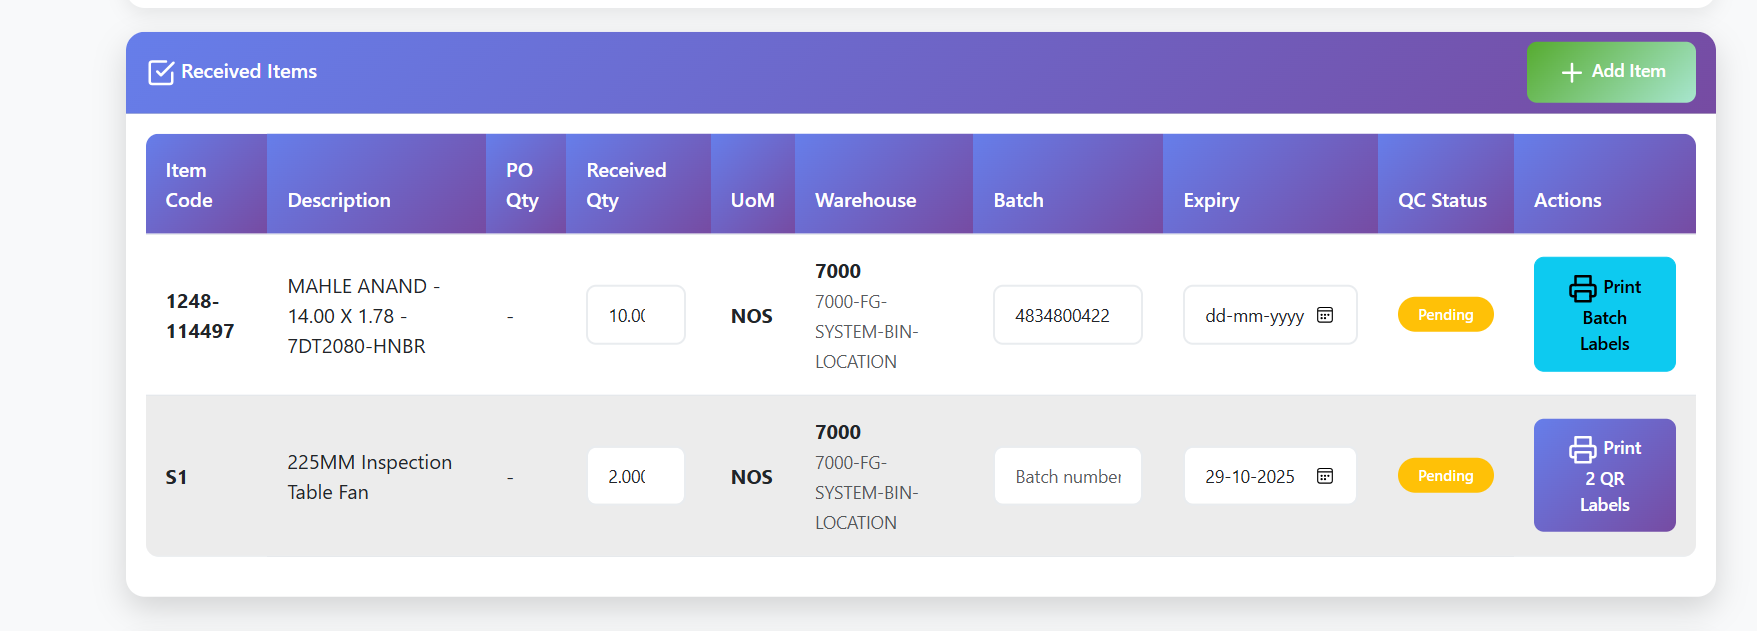 Received Items
Add Item
Item
Code
Description
PO
Qty
Received
Qty
UoM
Warehouse
Batch
Expiry
QC Status
Actions
1248-
114497
MAHLE ANAND -
14.00 X 1.78 -
7DT2080-HNBR
-
10.00
NOS
7000
7000-FG-
SYSTEM-BIN-
LOCATION
4834800422
dd-mm-yyyy
Pending
Print
Batch
Labels
S1
225MM Inspection
Table Fan
-
2.000
NOS
7000
7000-FG-
SYSTEM-BIN-
LOCATION
Batch number
29-10-2025
Pending
Print
2 QR
Labels